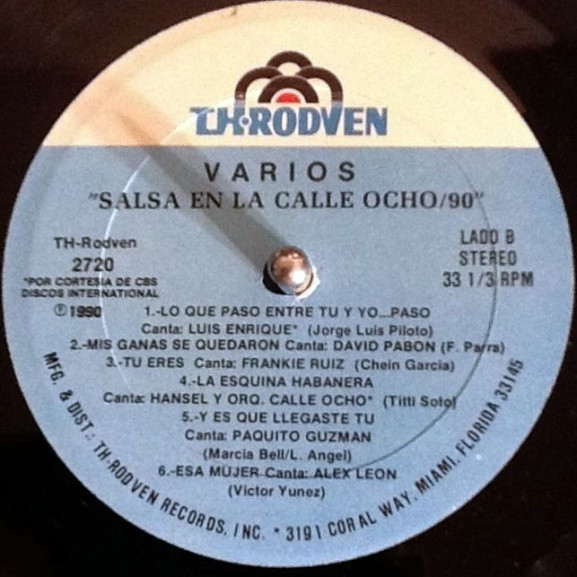 TH-RODVEN
VARIOS
"SALSA EN LA CALLE OCHO/90"
TH-Rodven
2720
*POR CORTESIA DE CBS
DISCOS INTERNATIONAL
℗ 1990
LADO B
STEREO
33 1/3 RPM
1.-LO QUE PASO ENTRE TU Y YO...PASO
Canta: LUIS ENRIQUE* (Jorge Luis Piloto)
2.-MIS GANAS SE QUEDARON Canta: DAVID PABON (F. Parra)
3.-TU ERES Canta: FRANKIE RUIZ (Chein Garcia)
4.-LA ESQUINA HABANERA
Canta: HANSEL Y ORQ. CALLE OCHO* (Titti Soto)
5.-Y ES QUE LLEGASTE TU
Canta: PAQUITO GUZMAN
(Marcia Bell/L. Angel)
6.-ESA MUJER Canta: ALEX LEON
(Victor Yunez)
MFG. & DIST.: TH-RODVEN RECORDS, INC. * 3191 CORAL WAY, MIAMI, FLORIDA 33145